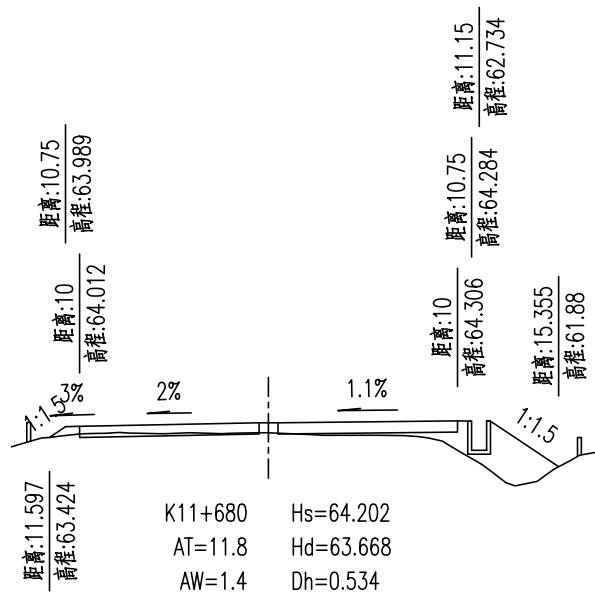 距离:11.15
高程:62.734
距离:10.75
高程:63.989
距离:10.75
高程:64.284
距离:10
高程:64.012
距离:10
高程:64.306
距离:15.355
高程:61.88
1:1.5
3%
2%
1.1%
1:1.5
距离:11.597
高程:63.424
K11+680 Hs=64.202
AT=11.8 Hd=63.668
AW=1.4 Dh=0.534